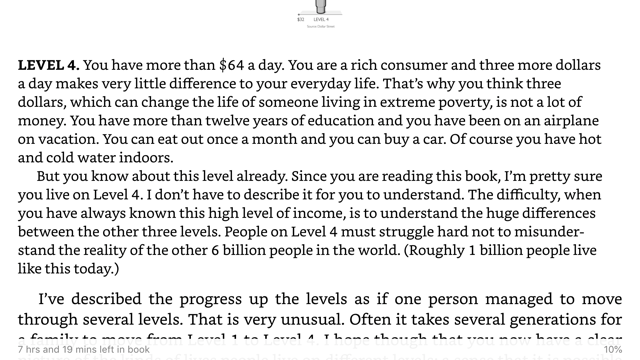 $32 LEVEL 4
LEVEL 4. You have more than $64 a day. You are a rich consumer and three more dollars
a day makes very little difference to your everyday life. That's why you think three
dollars, which can change the life of someone living in extreme poverty, is not a lot of
money. You have more than twelve years of education and you have been on an airplane
on vacation. You can eat out once a month and you can buy a car. Of course you have hot
and cold water indoors.
But you know about this level already. Since you are reading this book, I'm pretty sure
you live on Level 4. I don't have to describe it for you to understand. The difficulty, when
you have always known this high level of income, is to understand the huge differences
between the other three levels. People on Level 4 must struggle hard not to misunder-
stand the reality of the other 6 billion people in the world. (Roughly 1 billion people live
like this today.)
I've described the progress up the levels as if one person managed to move
through several levels. That is very unusual. Often it takes several generations for
a family to move from Level 1 to Level 4. I hope though that you now have a clear
7 hrs and 19 mins left in book 10%